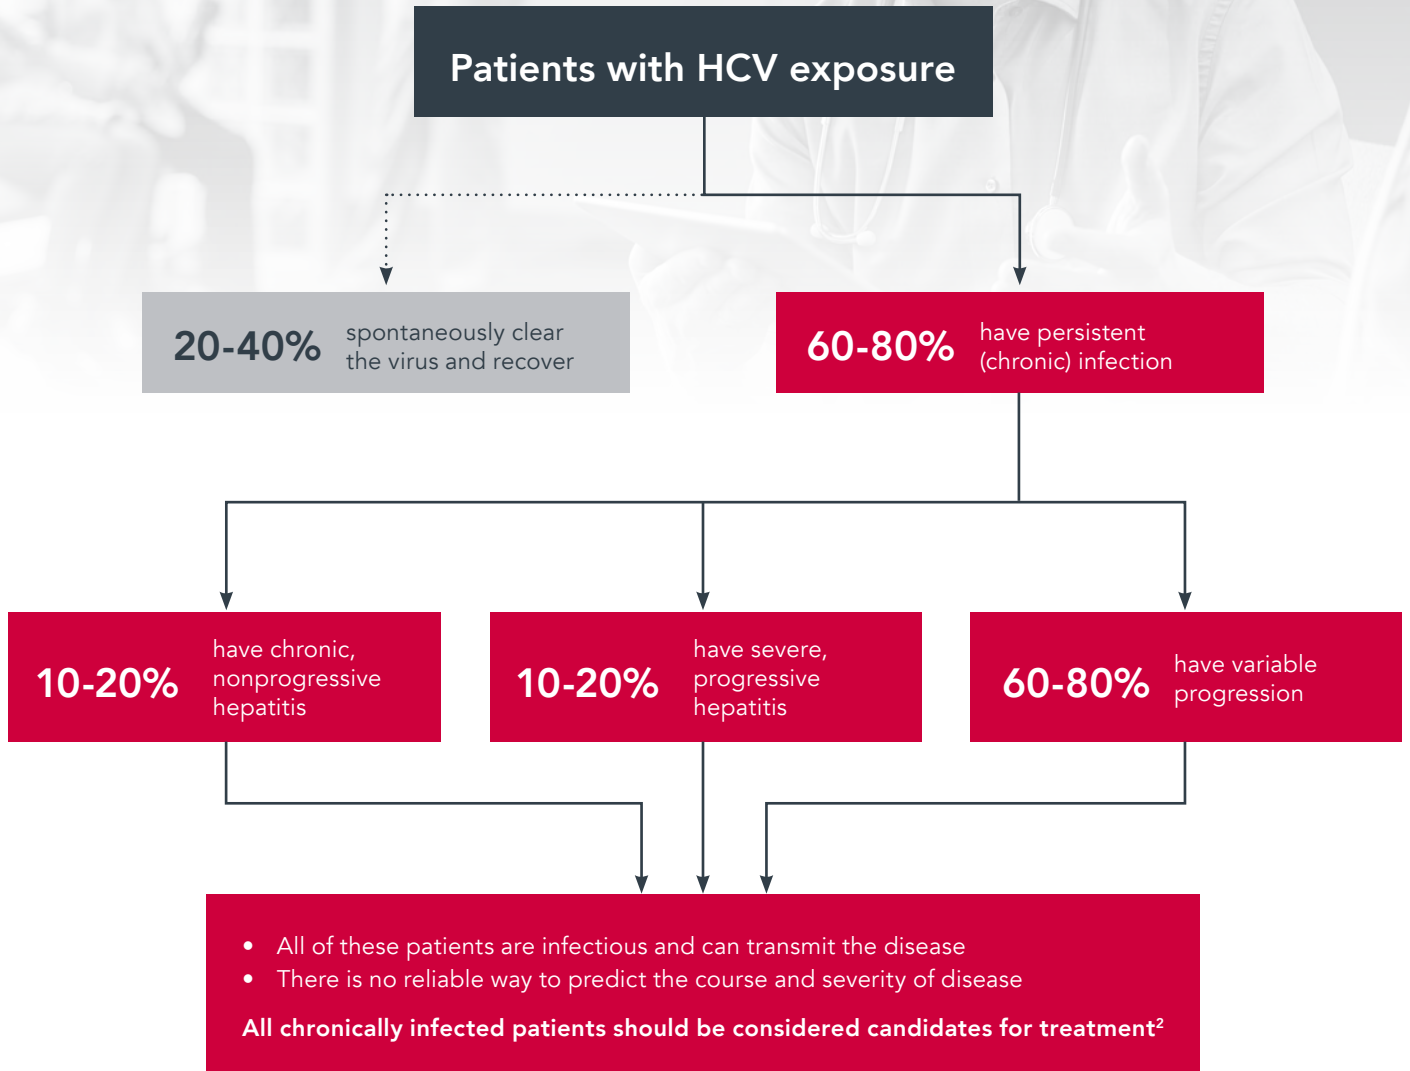 Patients with HCV exposure
20-40%
spontaneously clear
the virus and recover
60-80%
have persistent
(chronic) infection
10-20%
have chronic,
nonprogressive
hepatitis
10-20%
have severe,
progressive
hepatitis
60-80%
have variable
progression
• All of these patients are infectious and can transmit the disease
• There is no reliable way to predict the course and severity of disease
All chronically infected patients should be considered candidates for treatment²